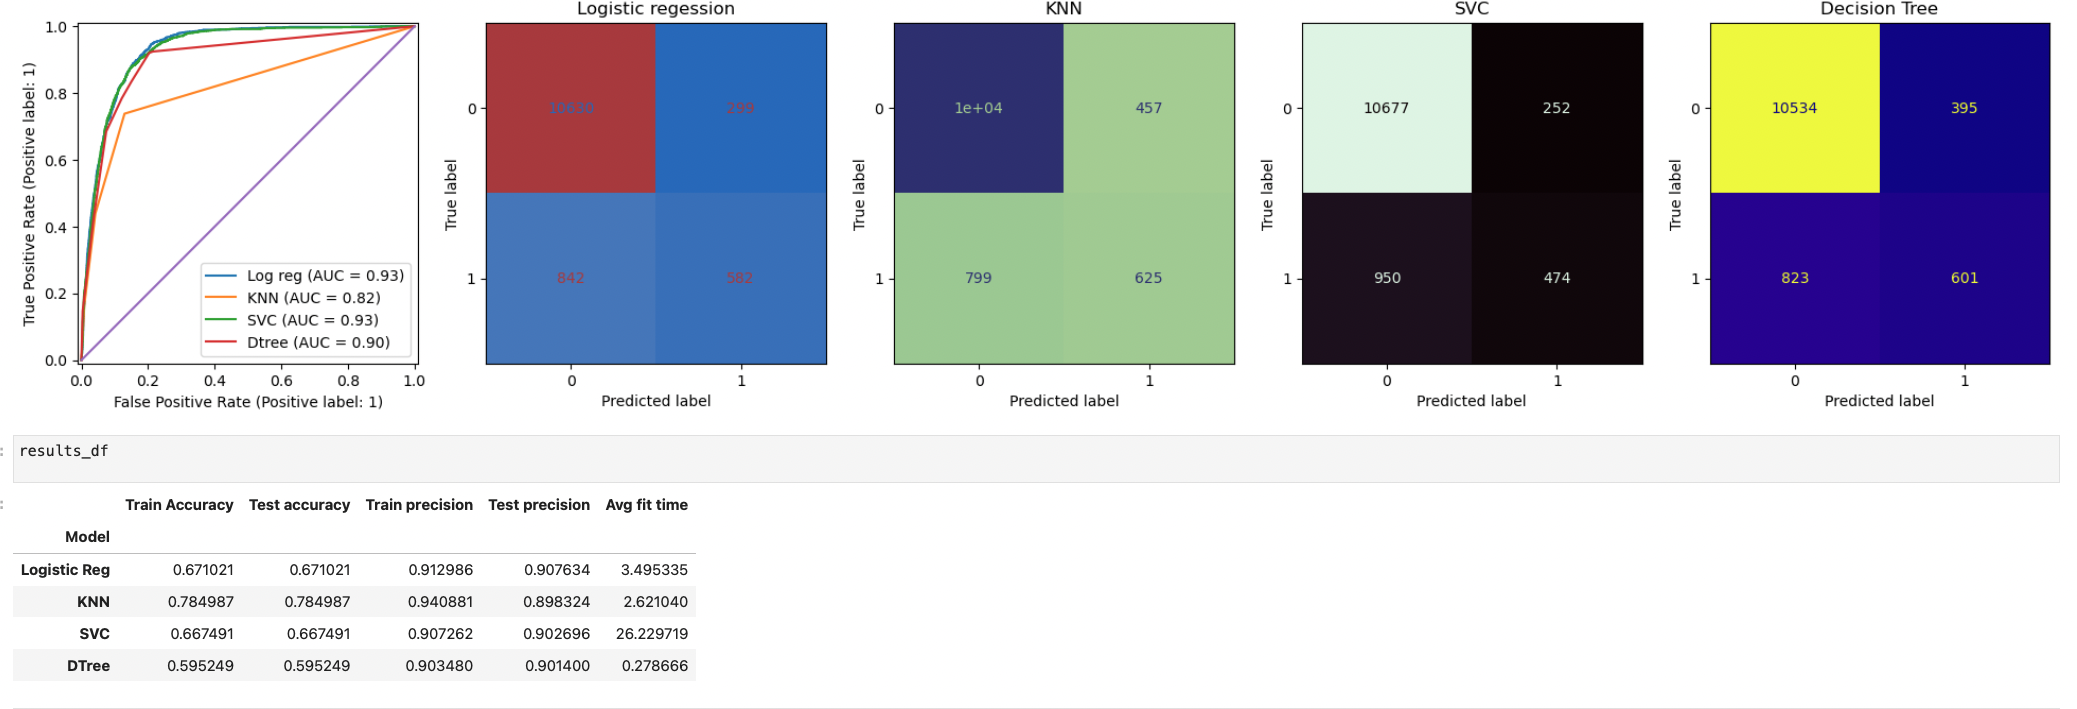 Logistic regession
KNN
SVC
Decision Tree
1.0
0.8
0.6
0.4
0.2
0.0
True Positive Rate (Positive label: 1)
Log reg (AUC = 0.93)
KNN (AUC = 0.82)
SVC (AUC = 0.93)
Dtree (AUC = 0.90)
0.0 0.2 0.4 0.6 0.8 1.0
False Positive Rate (Positive label: 1)
True label
0
1
299
842 582
0 1
Predicted label
True label
0
1
1e+04 457
799 625
0 1
Predicted label
True label
0
1
10677 252
950 474
0 1
Predicted label
True label
0
1
10534 395
823 601
0 1
Predicted label
: results_df
:
Train Accuracy Test accuracy Train precision Test precision Avg fit time
Model
Logistic Reg 0.671021 0.671021 0.912986 0.907634 3.495335
KNN 0.784987 0.784987 0.940881 0.898324 2.621040
SVC 0.667491 0.667491 0.907262 0.902696 26.229719
DTree 0.595249 0.595249 0.903480 0.901400 0.278666